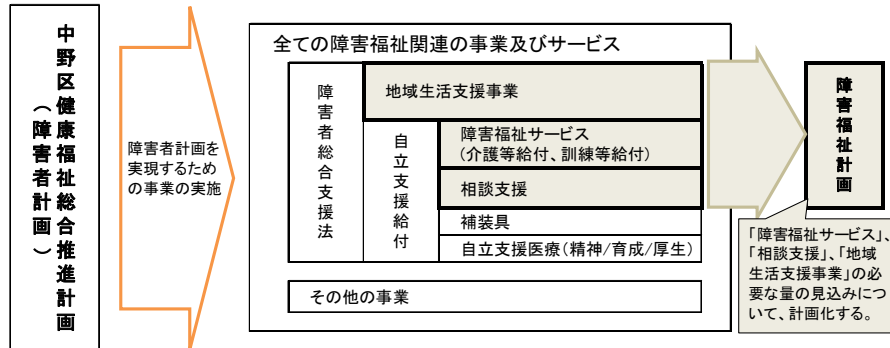 中野区健康福祉総合推進計画
（障害者計画）
障害者計画を
実現するため
の事業の実施
全ての障害福祉関連の事業及びサービス
障害者総合支援法
地域生活支援事業
自立支援給付
障害福祉サービス
(介護等給付、訓練等給付)
相談支援
補装具
自立支援医療(精神/育成/厚生)
その他の事業
障害福祉計画
「障害福祉サービス」、
「相談支援」、「地域
生活支援事業」の必
要な量の見込みにつ
いて、計画化する。